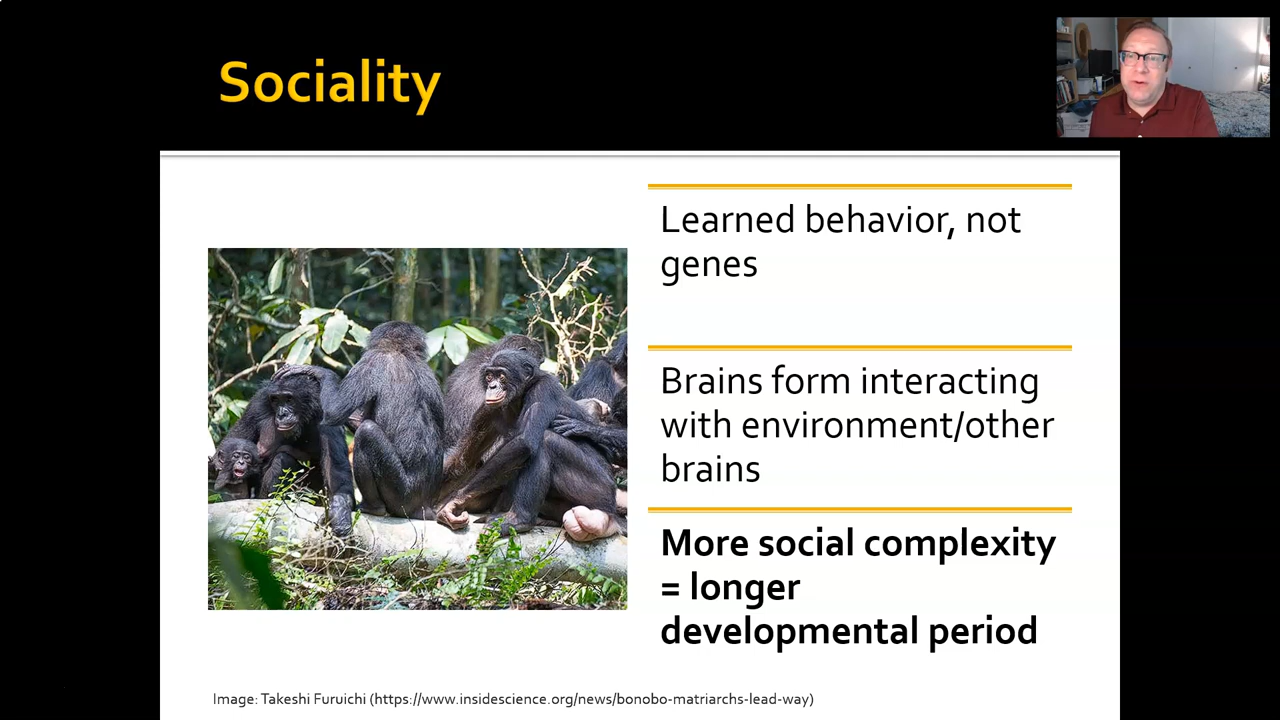 Sociality
Learned behavior, not
genes
Brains form interacting
with environment/other
brains
More social complexity
= longer
developmental period
Image: Takeshi Furuichi (https://www.insidescience.org/news/bonobo-matriarchs-lead-way)